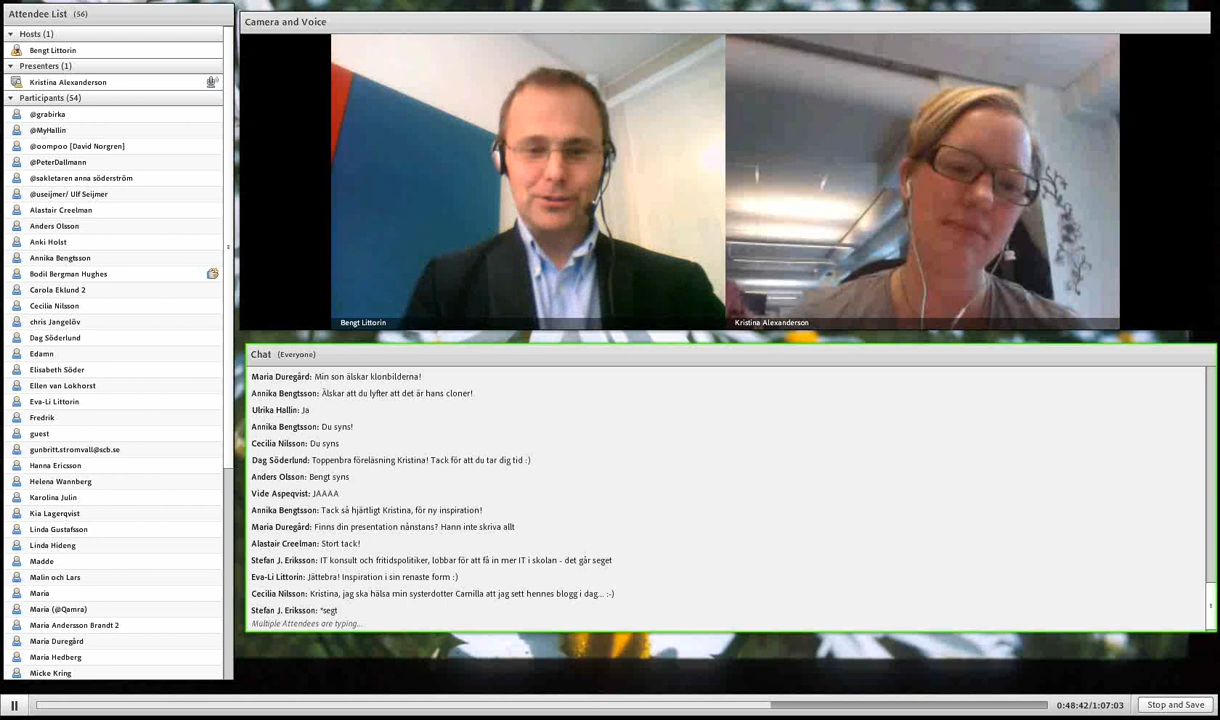 Attendee List (56)
Hosts (1)
Bengt Littorin
Presenters (1)
Kristina Alexanderson
Participants (54)
@grabirka
@MyHallin
@oompoo [David Norgren]
@PeterDallmann
@sakletaren anna söderström
@useijmer/ Ulf Seijmer
Alastair Creelman
Anders Olsson
Anki Holst
Annika Bengtsson
Bodil Bergman Hughes
Carola Eklund 2
Cecilia Nilsson
chris Jangelöv
Dag Söderlund
Edamn
Elisabeth Söder
Ellen van Lokhorst
Eva-Li Littorin
Fredrik
guest
gunbritt.stromvall@scb.se
Hanna Ericsson
Helena Wannberg
Karolina Julin
Kia Lagerqvist
Linda Gustafsson
Linda Hideng
Madde
Malin och Lars
Maria
Maria (@Qamra)
Maria Andersson Brandt 2
Maria Duregård
Maria Hedberg
Micke Kring
Camera and Voice
Bengt Littorin
Kristina Alexanderson
Chat (Everyone)
Maria Duregård: Min son älskar klonbilderna!
Annika Bengtsson: Älskar att du lyfter att det är hans cloner!
Ulrika Hallin: Ja
Annika Bengtsson: Du syns!
Cecilia Nilsson: Du syns
Dag Söderlund: Toppenbra föreläsning Kristina! Tack för att du tar dig tid :)
Anders Olsson: Bengt syns
Vide Aspeqvist: JAAAA
Annika Bengtsson: Tack så hjärtligt Kristina, för ny inspiration!
Maria Duregård: Finns din presentation nånstans? Hann inte skriva allt
Alastair Creelman: Stort tack!
Stefan J. Eriksson: IT konsult och fritidspolitiker, lobbar för att få in mer IT i skolan - det går seget
Eva-Li Littorin: Jättebra! Inspiration i sin renaste form :)
Cecilia Nilsson: Kristina, jag ska hälsa min systerdotter Camilla att jag sett hennes blogg i dag... :-)
Stefan J. Eriksson: *segt
Multiple Attendees are typing...
0:48:42/1:07:03
Stop and Save